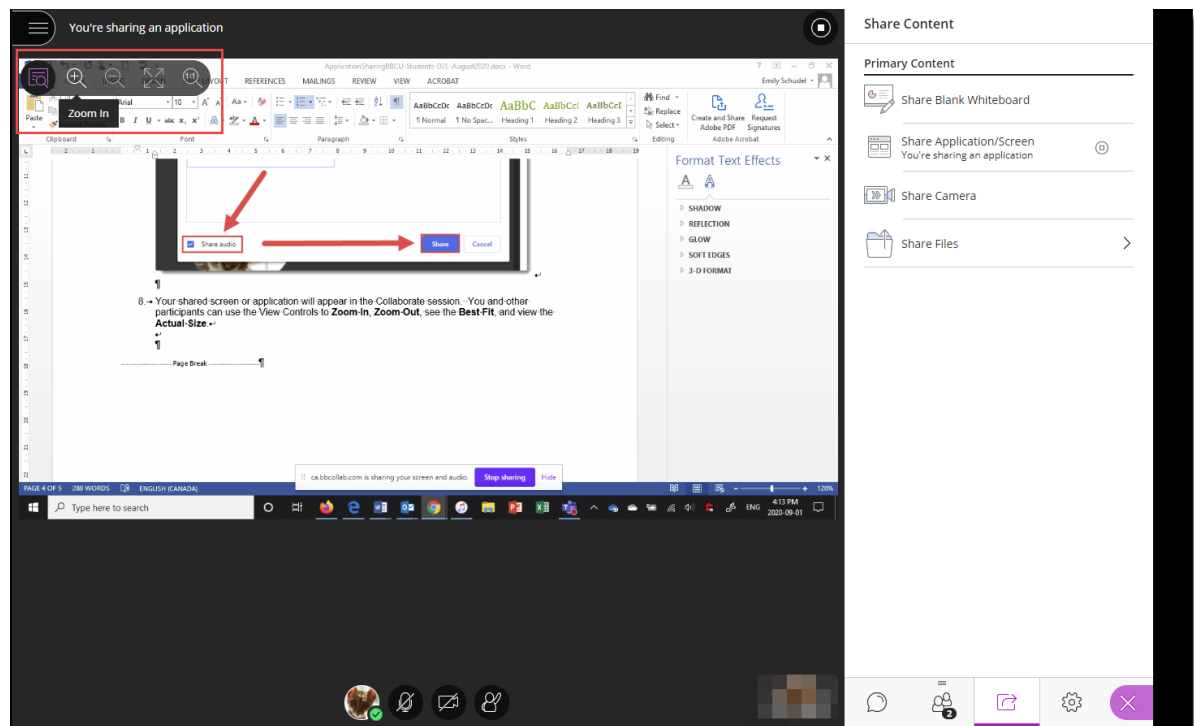 You're sharing an application
ApplicationSharingBBCU-Students-D2L-August2020.docx - Word
REFERENCES MAILINGS REVIEW VIEW ACROBAT
Emily Schudel
Zoom In
Paste
Arial 10
AaBbCcDc AaBbCcDc AaBbC AaBbCcI AaBbCcI
¶ Normal ¶ No Spac... Heading 1 Heading 2 Heading 3
Find
Replace
Select
Create and Share Adobe PDF
Request Signatures
Clipboard Font Paragraph Styles Editing Adobe Acrobat
Format Text Effects
SHADOW
REFLECTION
GLOW
SOFT EDGES
3-D FORMAT
Share audio
Share
Cancel
8. Your shared screen or application will appear in the Collaborate session. You and other
participants can use the View Controls to Zoom In, Zoom Out, see the Best Fit, and view the
Actual Size.
Page Break
ca.bbcollab.com is sharing your screen and audio. Stop sharing Hide
PAGE 4 OF 5 288 WORDS ENGLISH (CANADA)
120%
Type here to search
ENG
4:13 PM
2020-09-01
Share Content
Primary Content
Share Blank Whiteboard
Share Application/Screen
You're sharing an application
Share Camera
Share Files
2